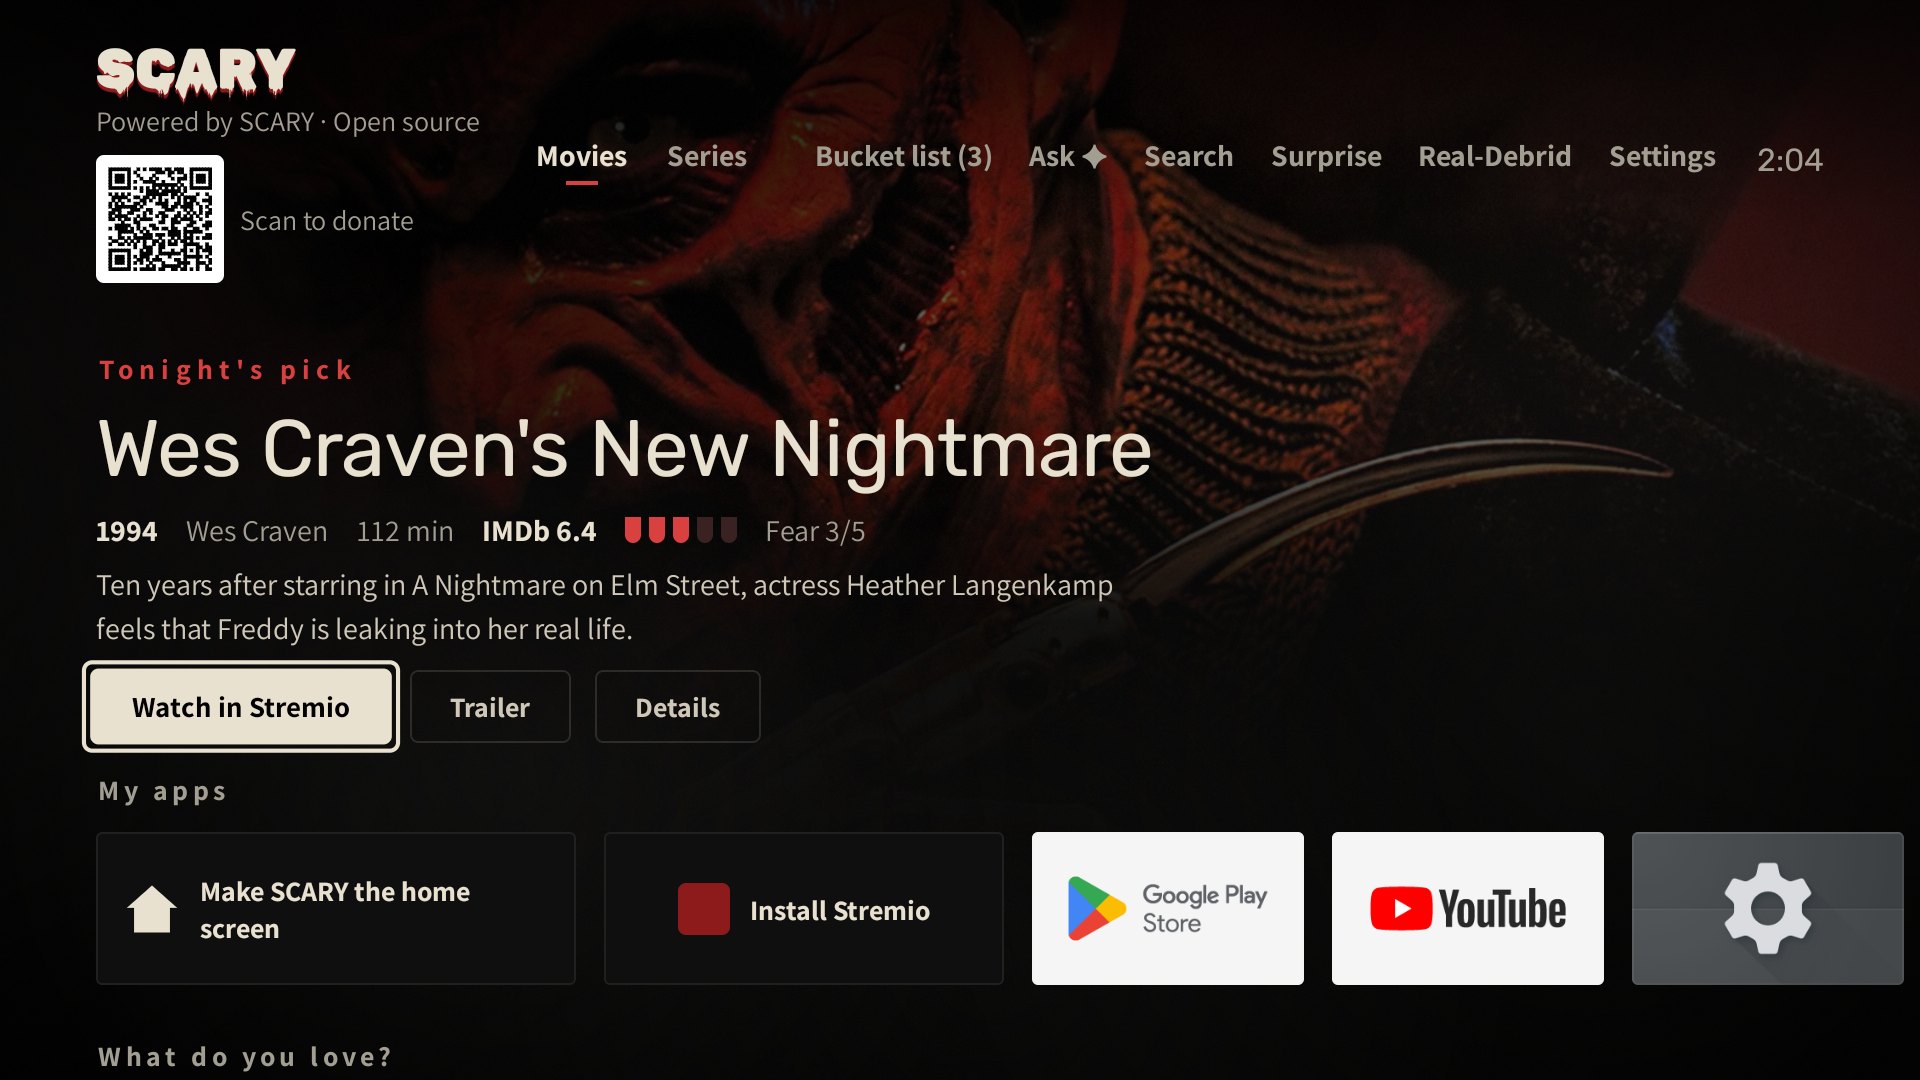 SCARY
Powered by SCARY · Open source
Movies
Series
Bucket list (3)
Ask
Search
Surprise
Real-Debrid
Settings
2:04
Scan to donate
Tonight's pick
Wes Craven's New Nightmare
1994 Wes Craven 112 min IMDb 6.4 Fear 3/5
Ten years after starring in A Nightmare on Elm Street, actress Heather Langenkamp
feels that Freddy is leaking into her real life.
Watch in Stremio
Trailer
Details
My apps
Make SCARY the home
screen
Install Stremio
Google Play
Store
YouTube
What do you love?